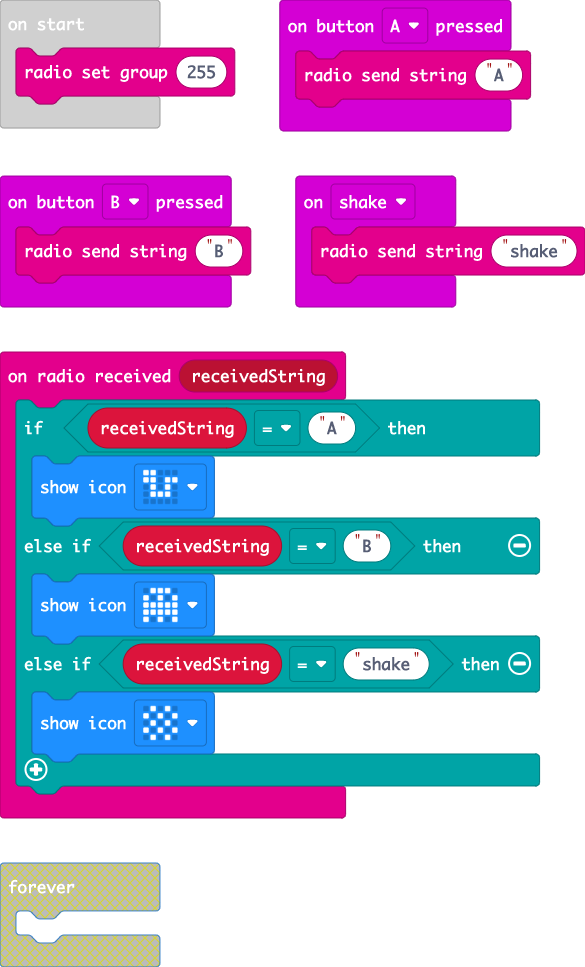 on start
radio set group 255
on button A pressed
radio send string "A"
on button B pressed
radio send string "B"
on shake
radio send string "shake"
on radio received receivedString
if receivedString = "A" then
show icon
else if receivedString = "B" then
show icon
else if receivedString = "shake" then
show icon
forever